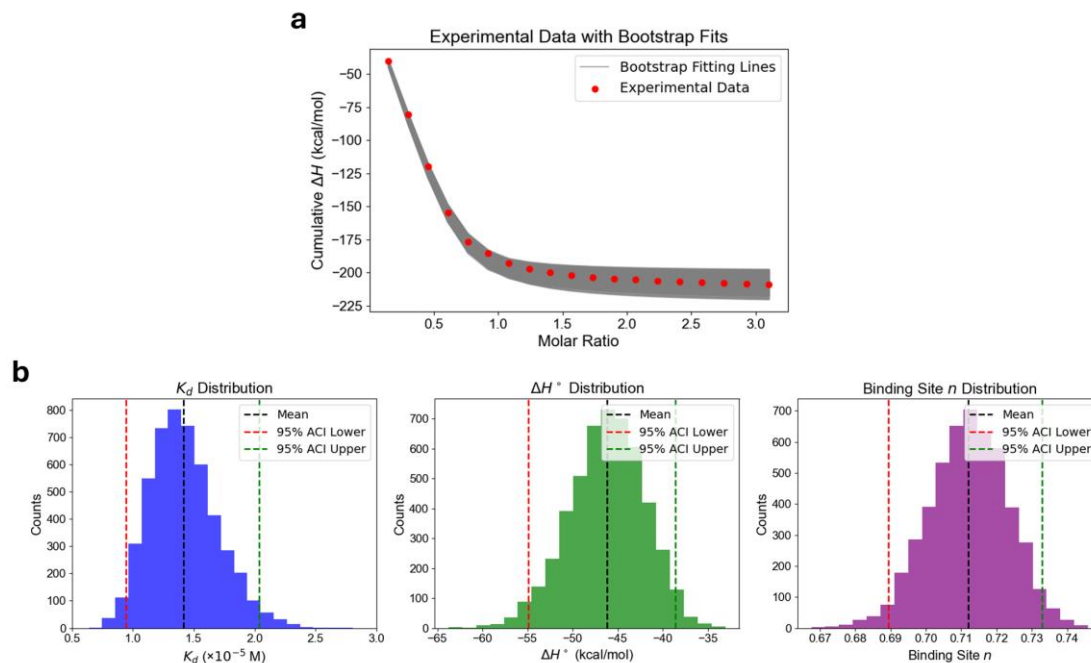 a
Experimental Data with Bootstrap Fits
Cumulative ΔH (kcal/mol)
−50
−75
−100
−125
−150
−175
−200
−225
Bootstrap Fitting Lines
Experimental Data
0.5 1.0 1.5 2.0 2.5 3.0
Molar Ratio
b
K_d Distribution
Counts
800
700
600
500
400
300
200
100
0
Mean
95% ACI Lower
95% ACI Upper
0.5 1.0 1.5 2.0 2.5 3.0
K_d (×10⁻⁵ M)
ΔH° Distribution
Counts
700
600
500
400
300
200
100
0
Mean
95% ACI Lower
95% ACI Upper
−65 −60 −55 −50 −45 −40 −35
ΔH° (kcal/mol)
Binding Site n Distribution
Counts
700
600
500
400
300
200
100
0
Mean
95% ACI Lower
95% ACI Upper
0.67 0.68 0.69 0.70 0.71 0.72 0.73 0.74
Binding Site n